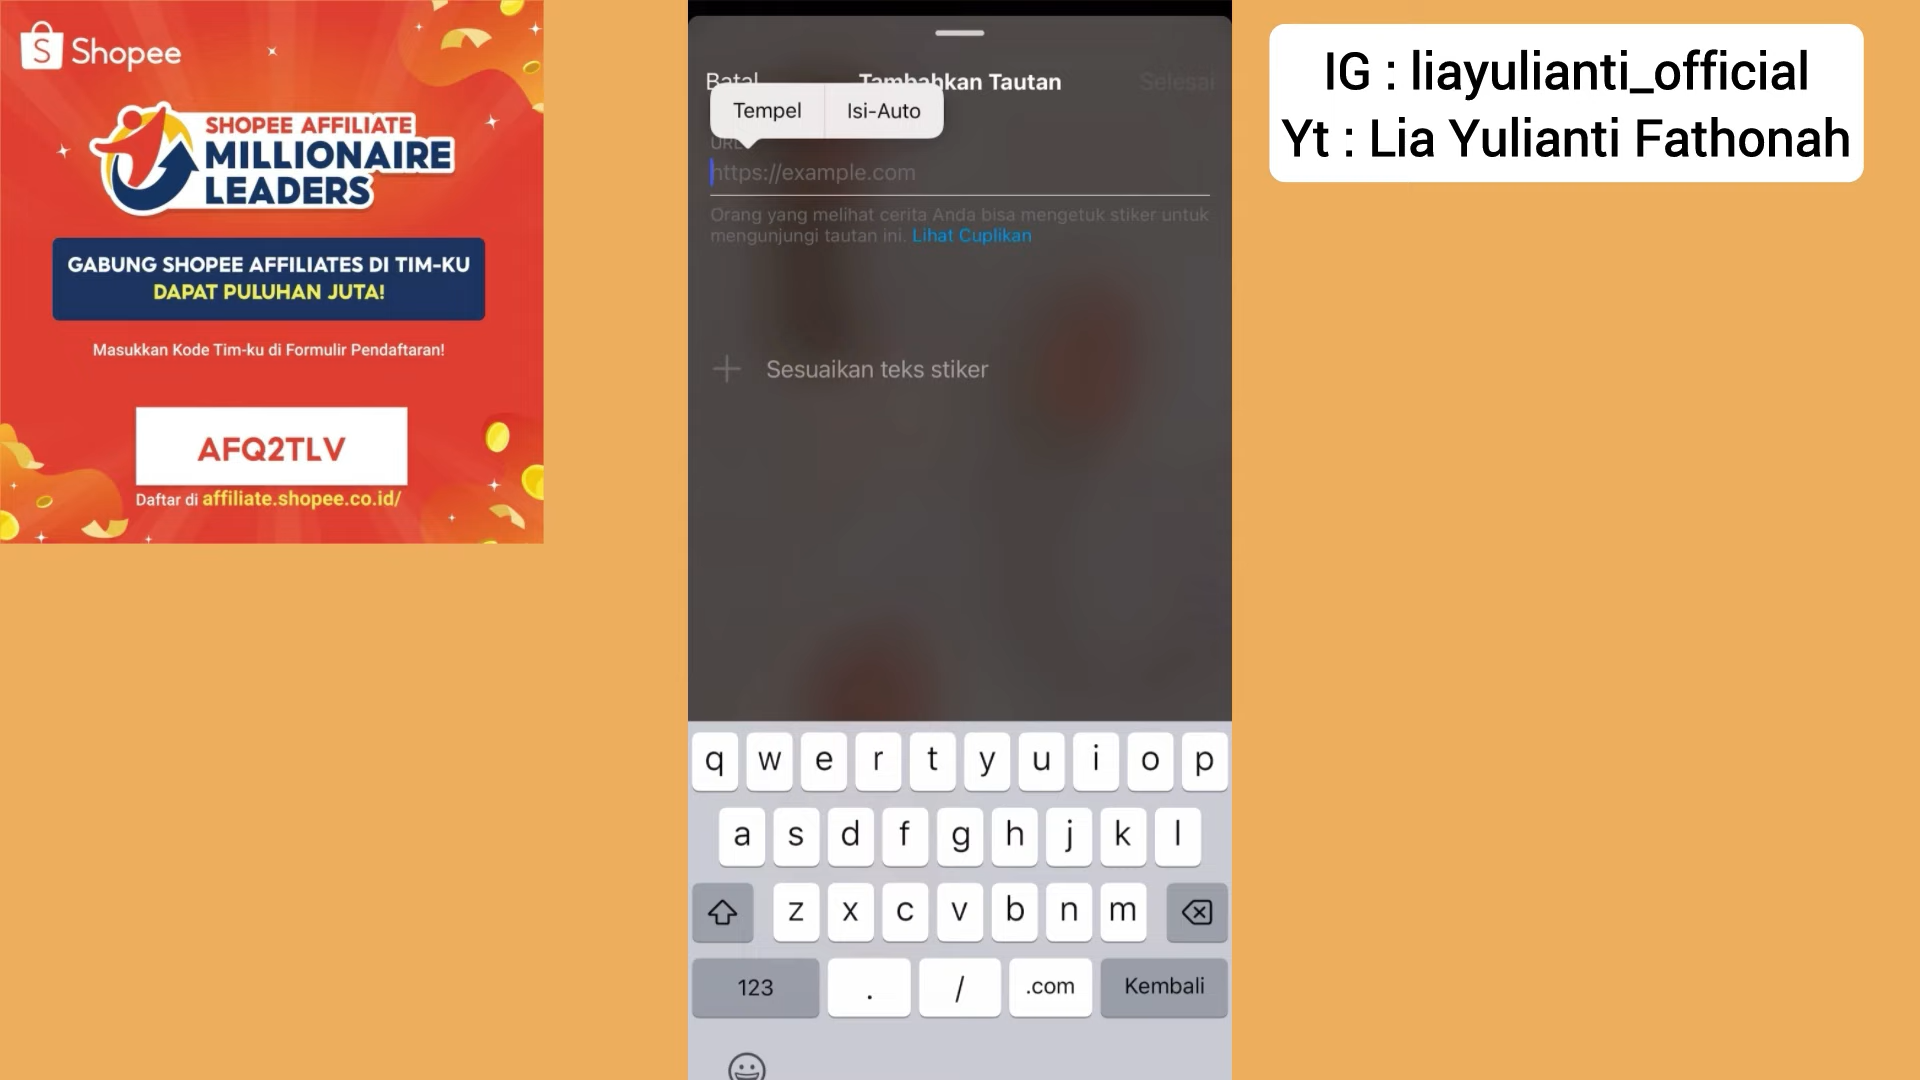 Shopee
SHOPEE AFFILIATE
MILLIONAIRE
LEADERS
GABUNG SHOPEE AFFILIATES DI TIM-KU
DAPAT PULUHAN JUTA!
Masukkan Kode Tim-ku di Formulir Pendaftaran!
AFQ2TLV
Daftar di affiliate.shopee.co.id/
Batal Tambahkan Tautan Selesai
Tempel Isi-Auto
URL
https://example.com
Orang yang melihat cerita Anda bisa mengetuk stiker untuk
mengunjungi tautan ini. Lihat Cuplikan
Sesuaikan teks stiker
q w e r t y u i o p
a s d f g h j k l
z x c v b n m
123 . / .com Kembali
IG : liayulianti_official
Yt : Lia Yulianti Fathonah